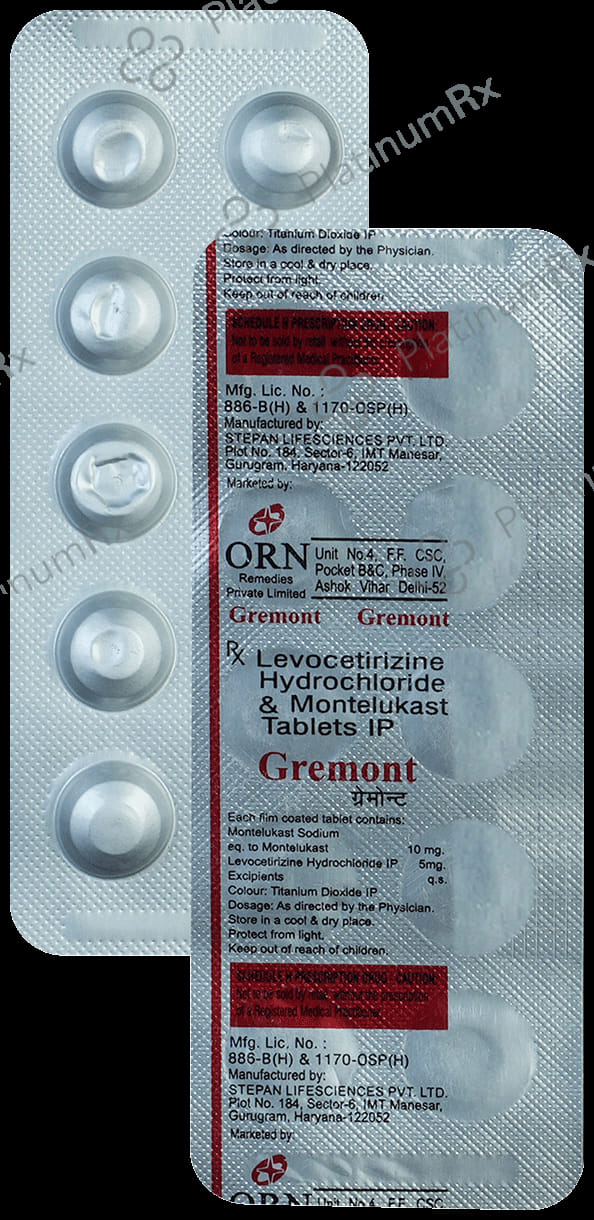 PlatinumRx
PlatinumRx
Colour: Titanium Dioxide IP
Dosage: As directed by the Physician.
Store in a cool & dry place.
Protect from light.
Keep out of reach of children.
SCHEDULE H PRESCRIPTION DRUG - CAUTION:
Not to be sold by retail without the prescription
of a Registered Medical Practitioner.
Mfg. Lic. No. :
886-B(H) & 1170-OSP(H)
Manufactured by:
STEPAN LIFESCIENCES PVT. LTD.
Plot No. 184, Sector-6, IMT Manesar,
Gurugram, Haryana-122052
Marketed by:
ORN
Remedies
Private Limited
Unit No.4, F.F. CSC,
Pocket B&C, Phase IV,
Ashok Vihar, Delhi-52
Gremont Gremont
Rx Levocetirizine
Hydrochloride
& Montelukast
Tablets IP
Gremont
ग्रेमोन्ट
Each film coated tablet contains:
Montelukast Sodium
eq. to Montelukast 10 mg.
Levocetirizine Hydrochloride IP 5mg.
Excipients q.s.
Colour: Titanium Dioxide IP
Dosage: As directed by the Physician.
Store in a cool & dry place.
Protect from light.
Keep out of reach of children.
SCHEDULE H PRESCRIPTION DRUG - CAUTION:
Not to be sold by retail without the prescription
of a Registered Medical Practitioner.
Mfg. Lic. No. :
886-B(H) & 1170-OSP(H)
Manufactured by:
STEPAN LIFESCIENCES PVT. LTD.
Plot No. 184, Sector-6, IMT Manesar,
Gurugram, Haryana-122052
Marketed by:
ORN Unit No.4, F.F. CSC,